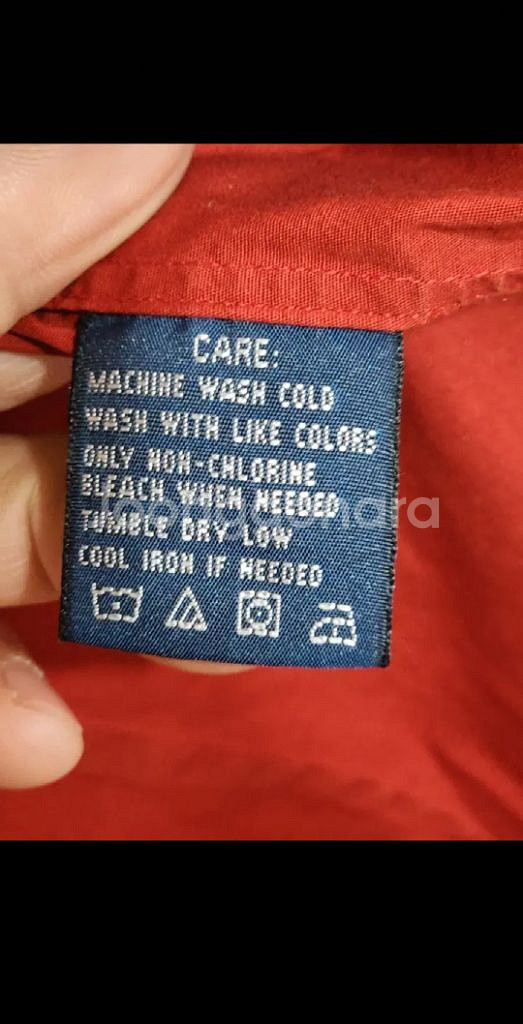 CARE:
MACHINE WASH COLD
WASH WITH LIKE COLORS
ONLY NON-CHLORINE
BLEACH WHEN NEEDED
TUMBLE DRY LOW
COOL IRON IF NEEDED